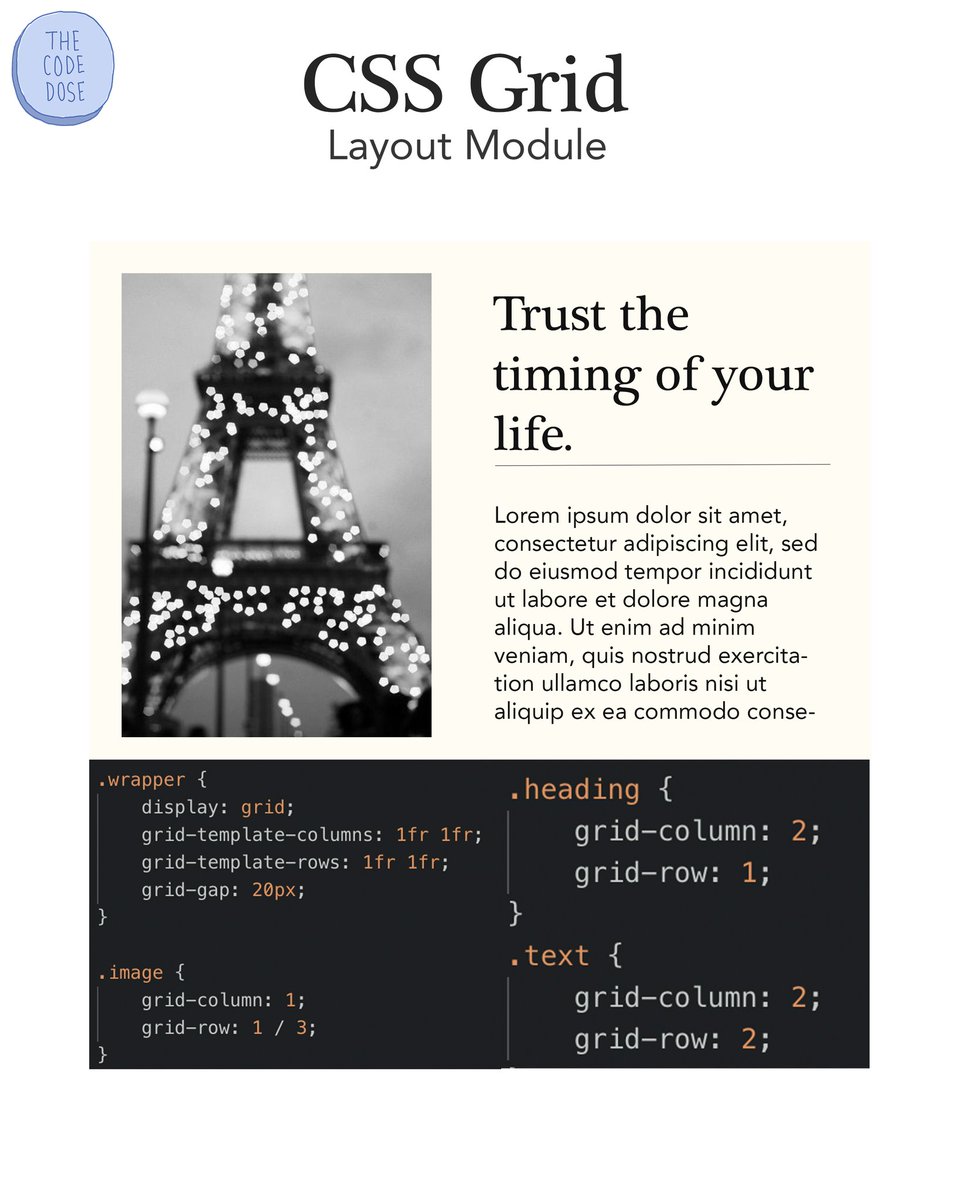 THE
CODE
DOSE
CSS Grid
Layout Module
Trust the
timing of your
life.
Lorem ipsum dolor sit amet,
consectetur adipiscing elit, sed
do eiusmod tempor incididunt
ut labore et dolore magna
aliqua. Ut enim ad minim
veniam, quis nostrud exercita-
tion ullamco laboris nisi ut
aliquip ex ea commodo conse-
.wrapper {
    display: grid;
    grid-template-columns: 1fr 1fr;
    grid-template-rows: 1fr 1fr;
    grid-gap: 20px;
}
.image {
    grid-column: 1;
    grid-row: 1 / 3;
}
.heading {
    grid-column: 2;
    grid-row: 1;
}
.text {
    grid-column: 2;
    grid-row: 2;